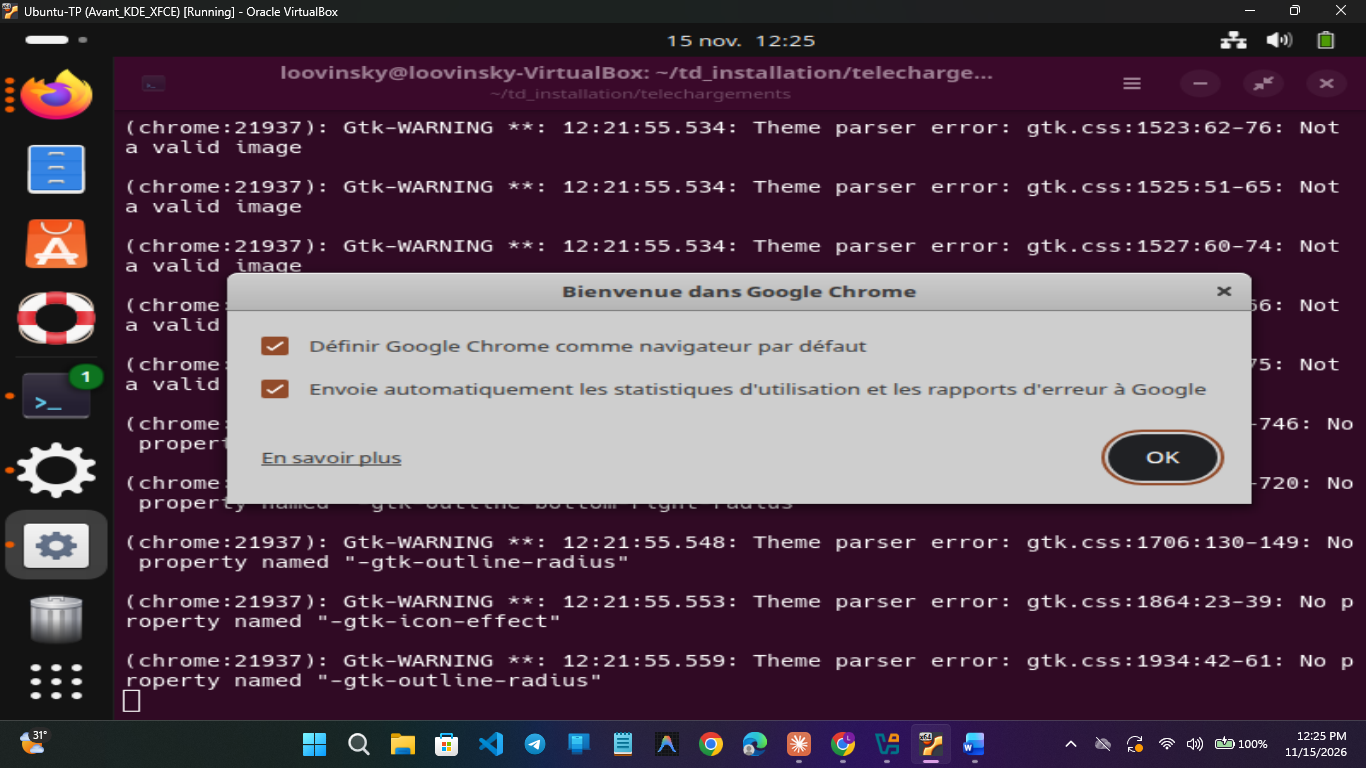 Ubuntu-TP (Avant_KDE_XFCE) [Running] - Oracle VirtualBox
15 nov. 12:25
loovinsky@loovinsky-VirtualBox: ~/td_installation/telecharge...
~/td_installation/telechargements
(chrome:21937): Gtk-WARNING **: 12:21:55.534: Theme parser error: gtk.css:1523:62-76: Not
a valid image
(chrome:21937): Gtk-WARNING **: 12:21:55.534: Theme parser error: gtk.css:1525:51-65: Not
a valid image
(chrome:21937): Gtk-WARNING **: 12:21:55.534: Theme parser error: gtk.css:1527:60-74: Not
a valid image
(chrome 66: Not
a valid
(chrome: 75: Not
a valid
(chrome -746: No
propert
(chrome: -720: No
property named "-gtk-outline-bottom-right-radius"
Bienvenue dans Google Chrome
Définir Google Chrome comme navigateur par défaut
Envoie automatiquement les statistiques d'utilisation et les rapports d'erreur à Google
En savoir plus
OK
(chrome:21937): Gtk-WARNING **: 12:21:55.548: Theme parser error: gtk.css:1706:130-149: No
property named "-gtk-outline-radius"
(chrome:21937): Gtk-WARNING **: 12:21:55.553: Theme parser error: gtk.css:1864:23-39: No p
roperty named "-gtk-icon-effect"
(chrome:21937): Gtk-WARNING **: 12:21:55.559: Theme parser error: gtk.css:1934:42-61: No p
roperty named "-gtk-outline-radius"
1
31°
100%
12:25 PM
11/15/2026